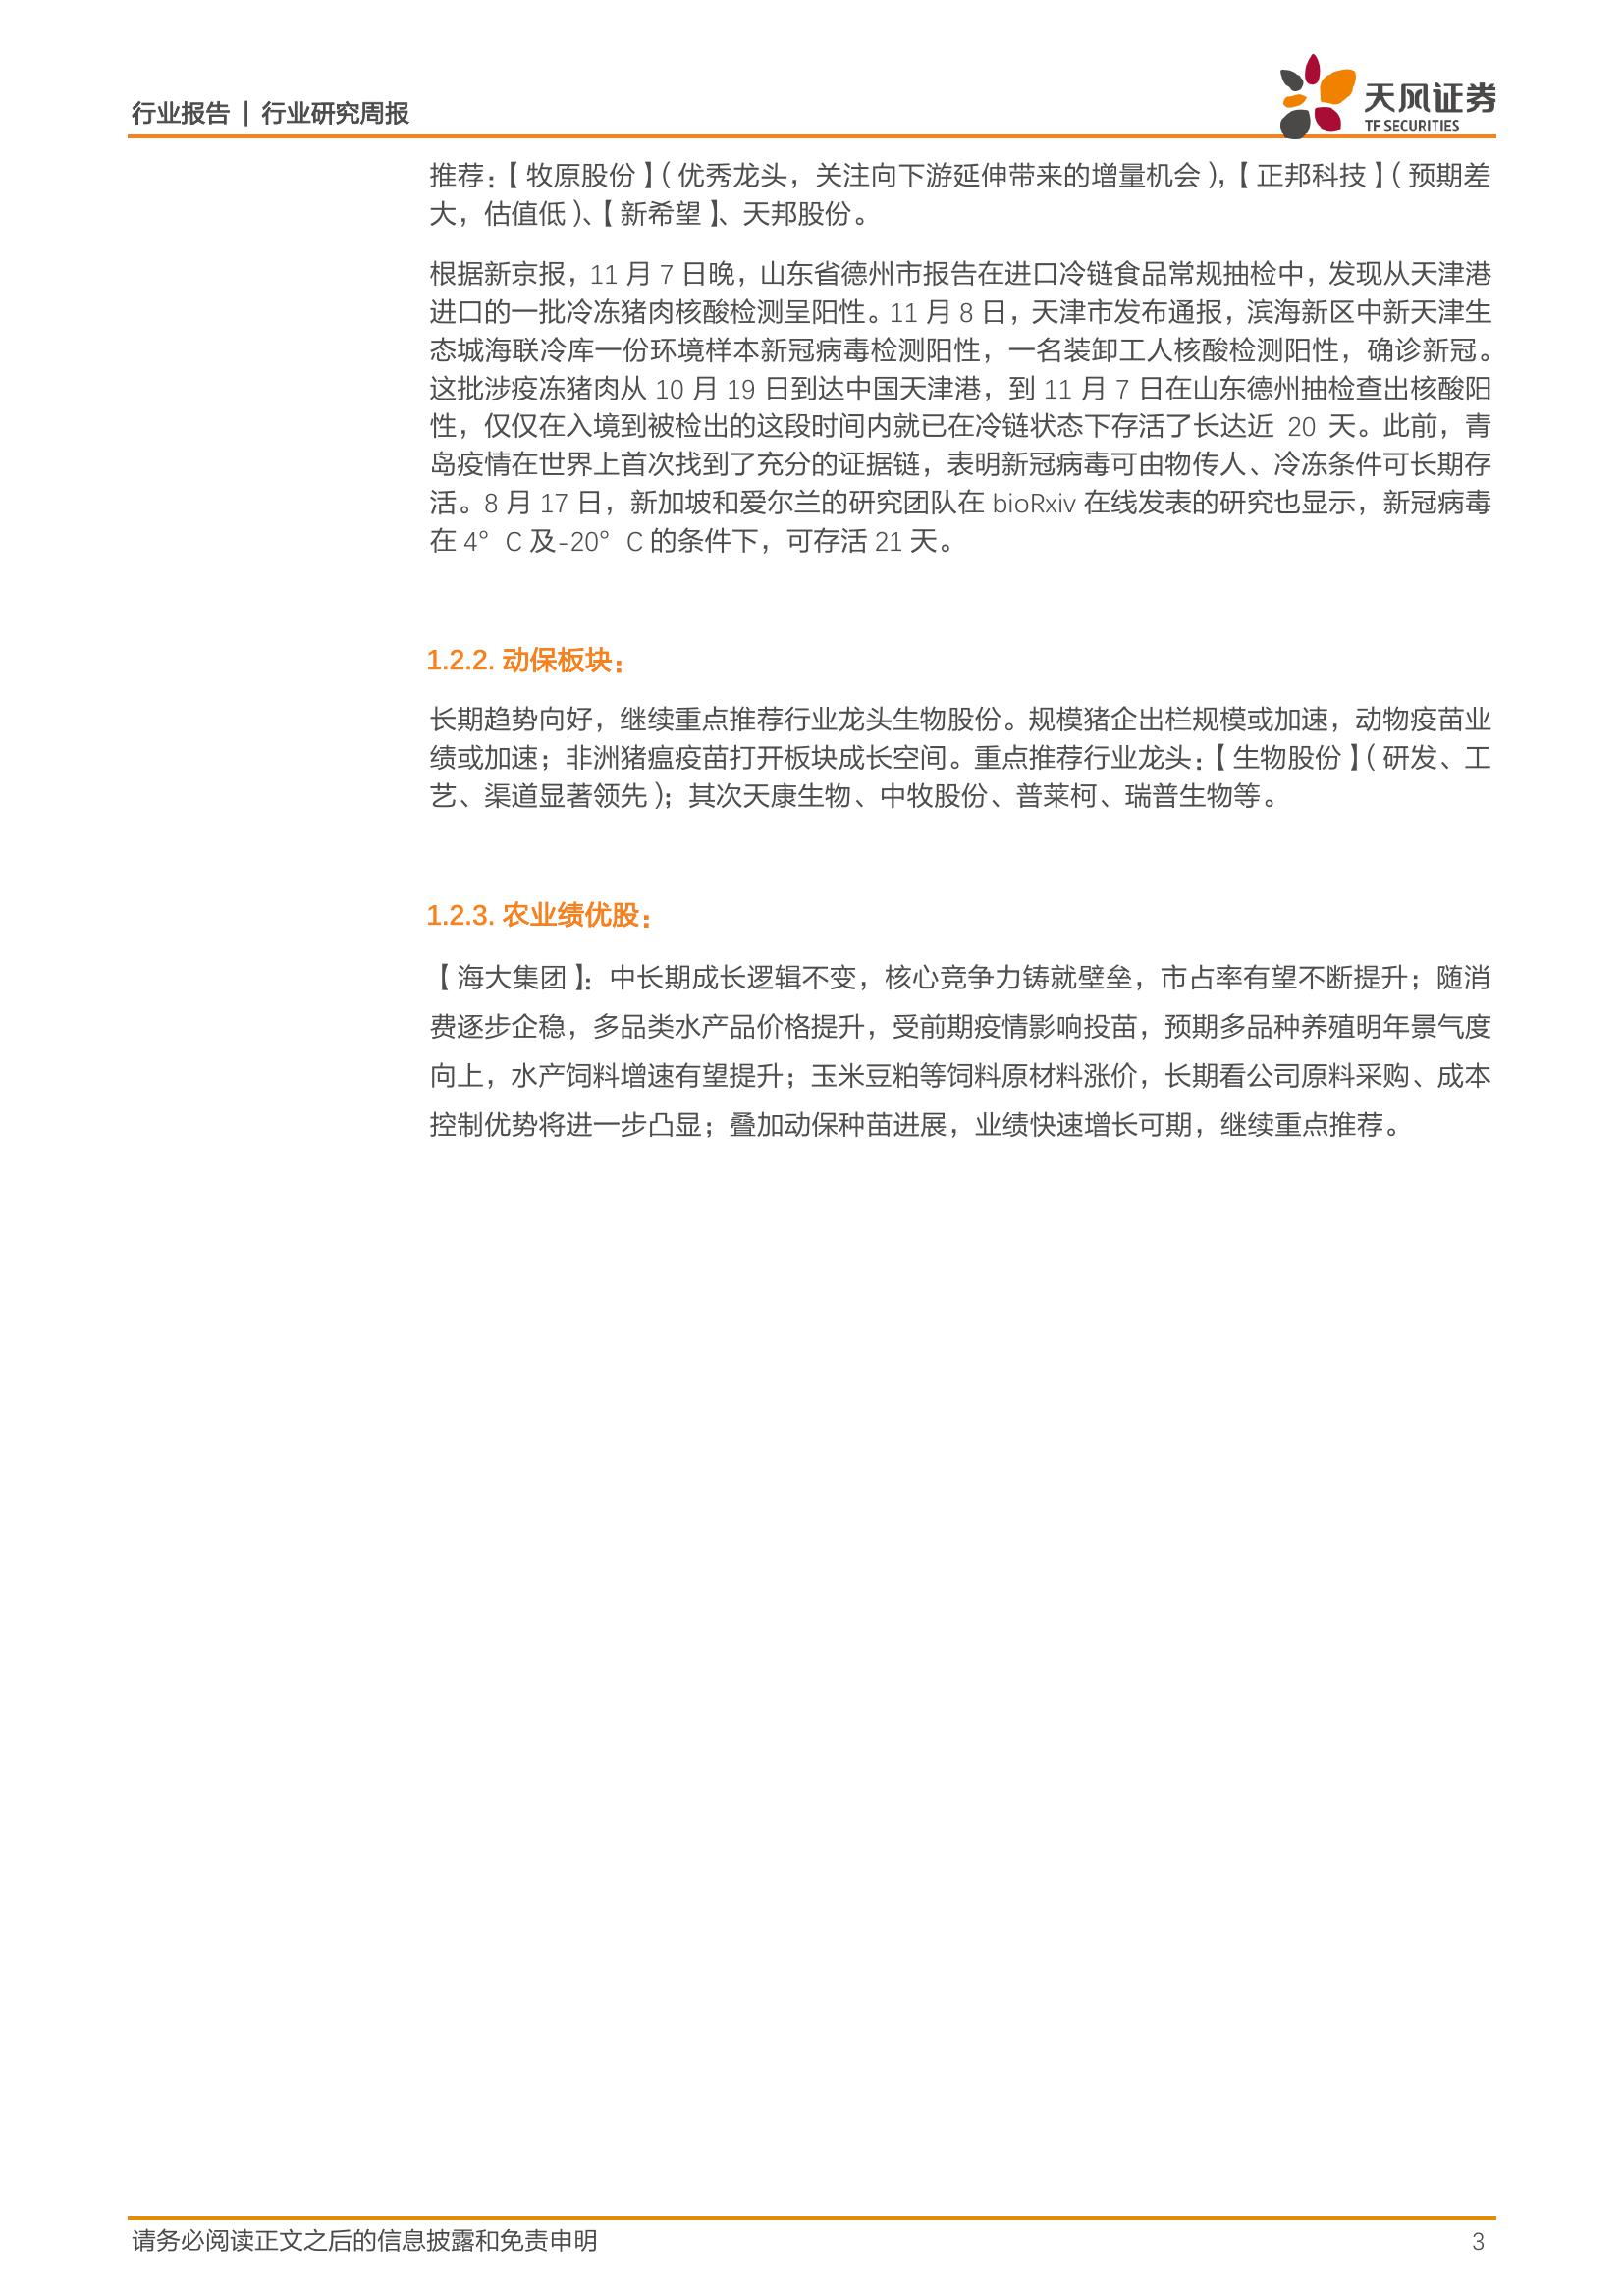 行业报告 | 行业研究周报
天风证券
TF SECURITIES
推荐：【牧原股份】（优秀龙头，关注向下游延伸带来的增量机会），【正邦科技】（预期差
大，估值低）、【新希望】、天邦股份。
根据新京报，11 月 7 日晚，山东省德州市报告在进口冷链食品常规抽检中，发现从天津港
进口的一批冷冻猪肉核酸检测呈阳性。11 月 8 日，天津市发布通报，滨海新区中新天津生
态城海联冷库一份环境样本新冠病毒检测阳性，一名装卸工人核酸检测阳性，确诊新冠。
这批涉疫冻猪肉从 10 月 19 日到达中国天津港，到 11 月 7 日在山东德州抽检查出核酸阳
性，仅仅在入境到被检出的这段时间内就已在冷链状态下存活了长达近 20 天。此前，青
岛疫情在世界上首次找到了充分的证据链，表明新冠病毒可由物传人、冷冻条件可长期存
活。8 月 17 日，新加坡和爱尔兰的研究团队在 bioRxiv 在线发表的研究也显示，新冠病毒
在 4°C 及-20°C 的条件下，可存活 21 天。
1.2.2. 动保板块：
长期趋势向好，继续重点推荐行业龙头生物股份。规模猪企出栏规模或加速，动物疫苗业
绩或加速；非洲猪瘟疫苗打开板块成长空间。重点推荐行业龙头：【生物股份】（研发、工
艺、渠道显著领先）；其次天康生物、中牧股份、普莱柯、瑞普生物等。
1.2.3. 农业绩优股：
【海大集团】：中长期成长逻辑不变，核心竞争力铸就壁垒，市占率有望不断提升；随消
费逐步企稳，多品类水产品价格提升，受前期疫情影响投苗，预期多品种养殖明年景气度
向上，水产饲料增速有望提升；玉米豆粕等饲料原材料涨价，长期看公司原料采购、成本
控制优势将进一步凸显；叠加动保种苗进展，业绩快速增长可期，继续重点推荐。
请务必阅读正文之后的信息披露和免责申明
3